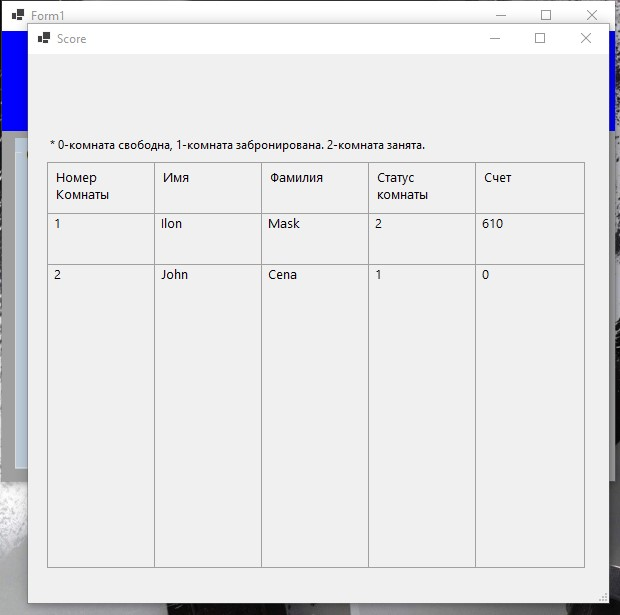 Form1
Score
* 0-комната свободна, 1-комната забронирована. 2-комната занята.
Номер Имя Фамилия Статус Счет
Комнаты комнаты
1 Ilon Mask 2 610
2 John Cena 1 0